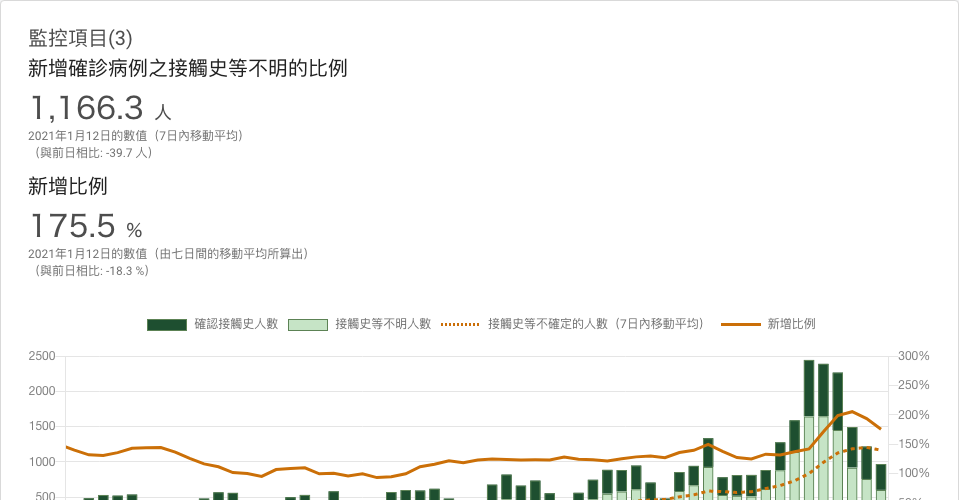 監控項目(3)
新增確診病例之接觸史等不明的比例
1,166.3 人
2021年1月12日的數值（7日內移動平均）
（與前日相比: -39.7 人）
新增比例
175.5 %
2021年1月12日的數值（由七日間的移動平均所算出）
（與前日相比: -18.3 %）
確認接觸史人數 接觸史等不明人數 接觸史等不確定的人數（7日內移動平均） 新增比例
2500 300%
250%
2000
200%
1500
150%
1000
100%
500
50%